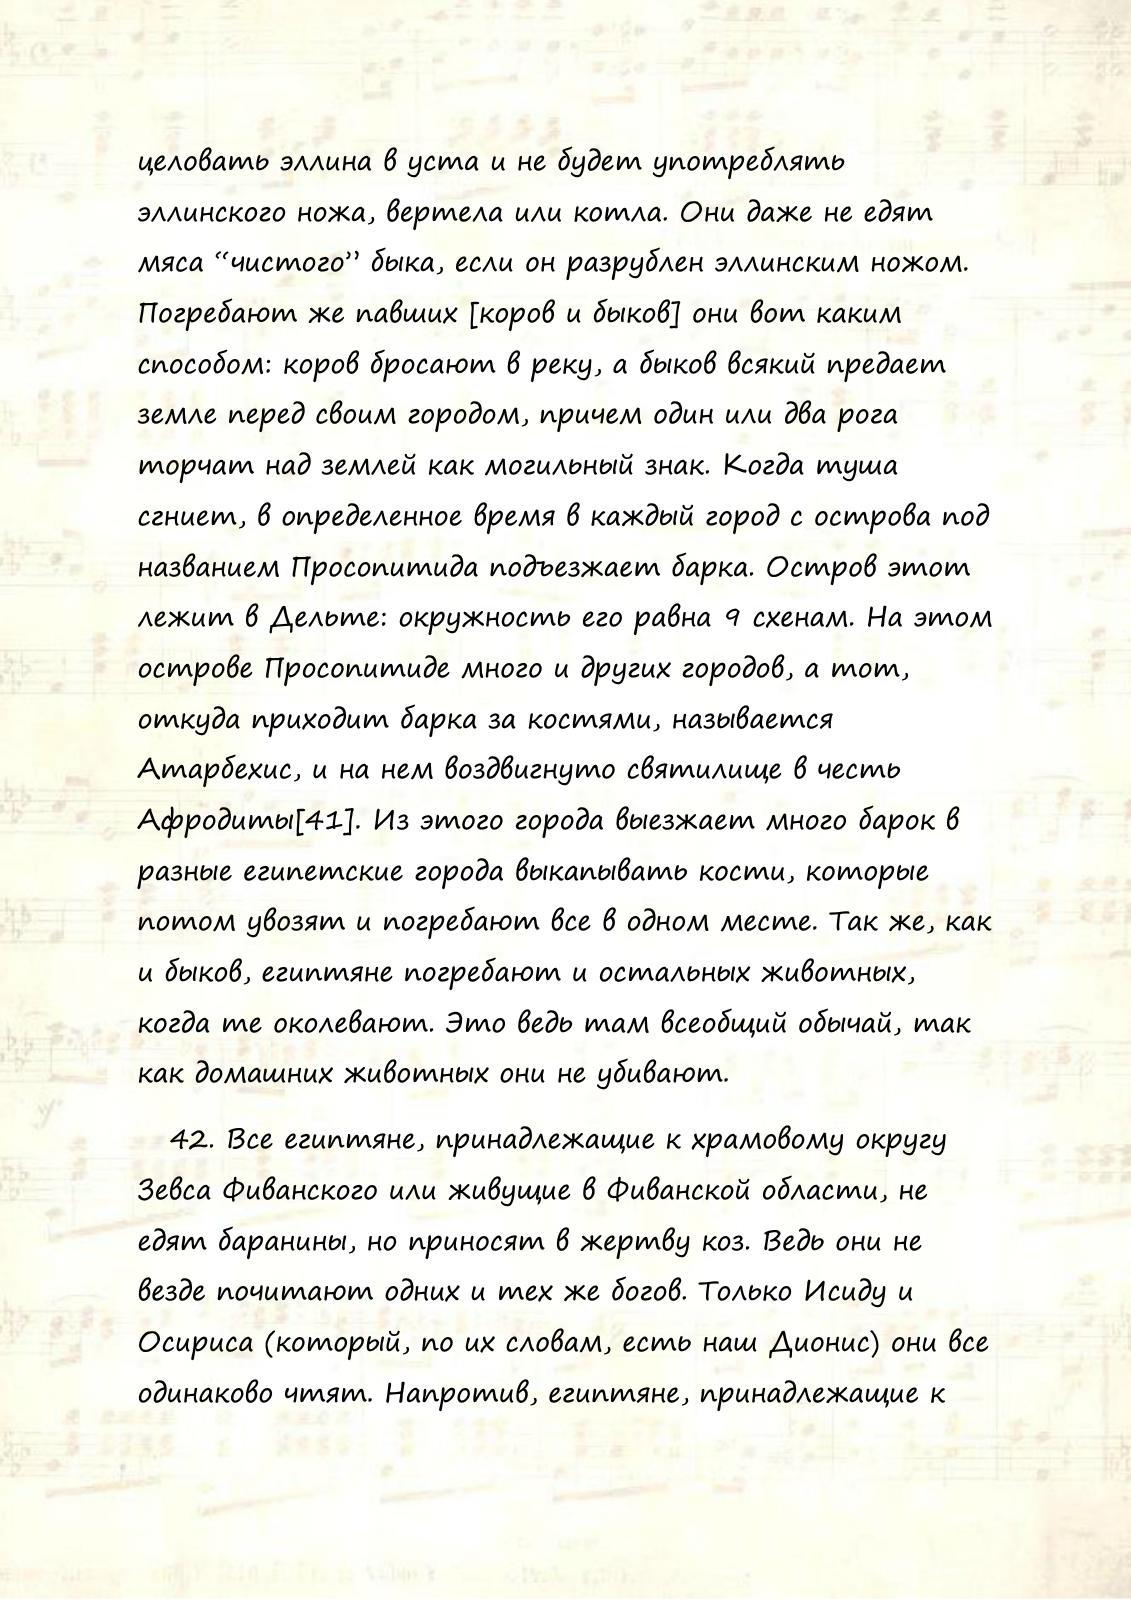 целовать эллина в уста и не будет употреблять
эллинского ножа, вертела или котла. Они даже не едят
мяса “чистого” быка, если он разрублен эллинским ножом.
Погребают же павших [коров и быков] они вот каким
способом: коров бросают в реку, а быков всякий предает
земле перед своим городом, причем один или два рога
торчат над землей как могильный знак. Когда туша
сгниет, в определенное время в каждый город с острова под
названием Просопитида подъезжает барка. Остров этот
лежит в Дельте: окружность его равна 9 схенам. На этом
острове Просопитиде много и других городов, а тот,
откуда приходит барка за костями, называется
Атарбехис, и на нем воздвигнуто святилище в честь
Афродиты[41]. Из этого города выезжает много барок в
разные египетские города выкапывать кости, которые
потом увозят и погребают все в одном месте. Так же, как
и быков, египтяне погребают и остальных животных,
когда те околевают. Это ведь там всеобщий обычай, так
как домашних животных они не убивают.
42. Все египтяне, принадлежащие к храмовому округу
Зевса Фиванского или живущие в Фиванской области, не
едят баранины, но приносят в жертву коз. Ведь они не
везде почитают одних и тех же богов. Только Исиду и
Осириса (который, по их словам, есть наш Дионис) они все
одинаково чтят. Напротив, египтяне, принадлежащие к